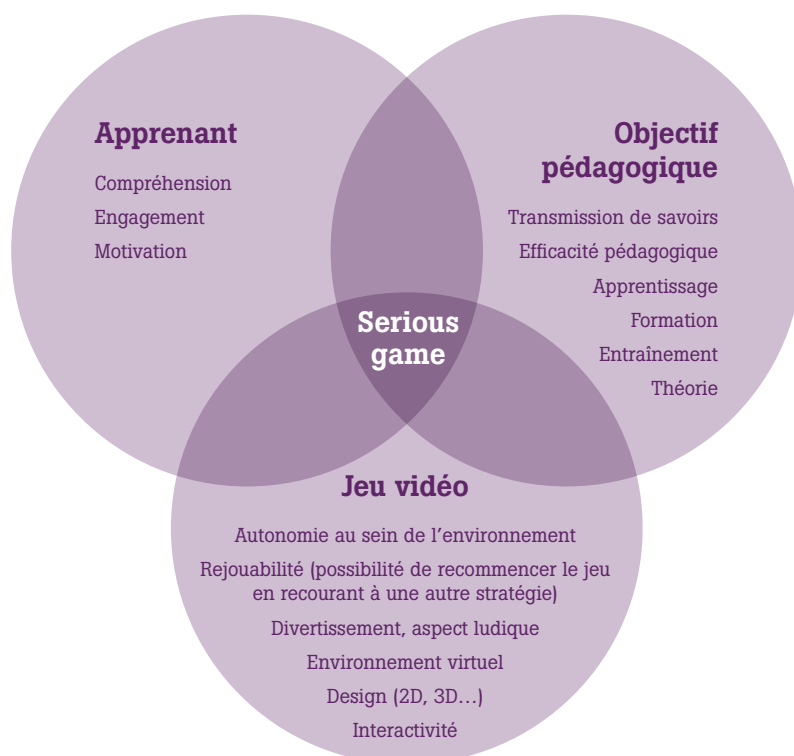 Apprenant
Compréhension
Engagement
Motivation
Objectif
pédagogique
Transmission de savoirs
Efficacité pédagogique
Apprentissage
Formation
Entraînement
Théorie
Serious
game
Jeu vidéo
Autonomie au sein de l’environnement
Rejouabilité (possibilité de recommencer le jeu
en recourant à une autre stratégie)
Divertissement, aspect ludique
Environnement virtuel
Design (2D, 3D…)
Interactivité